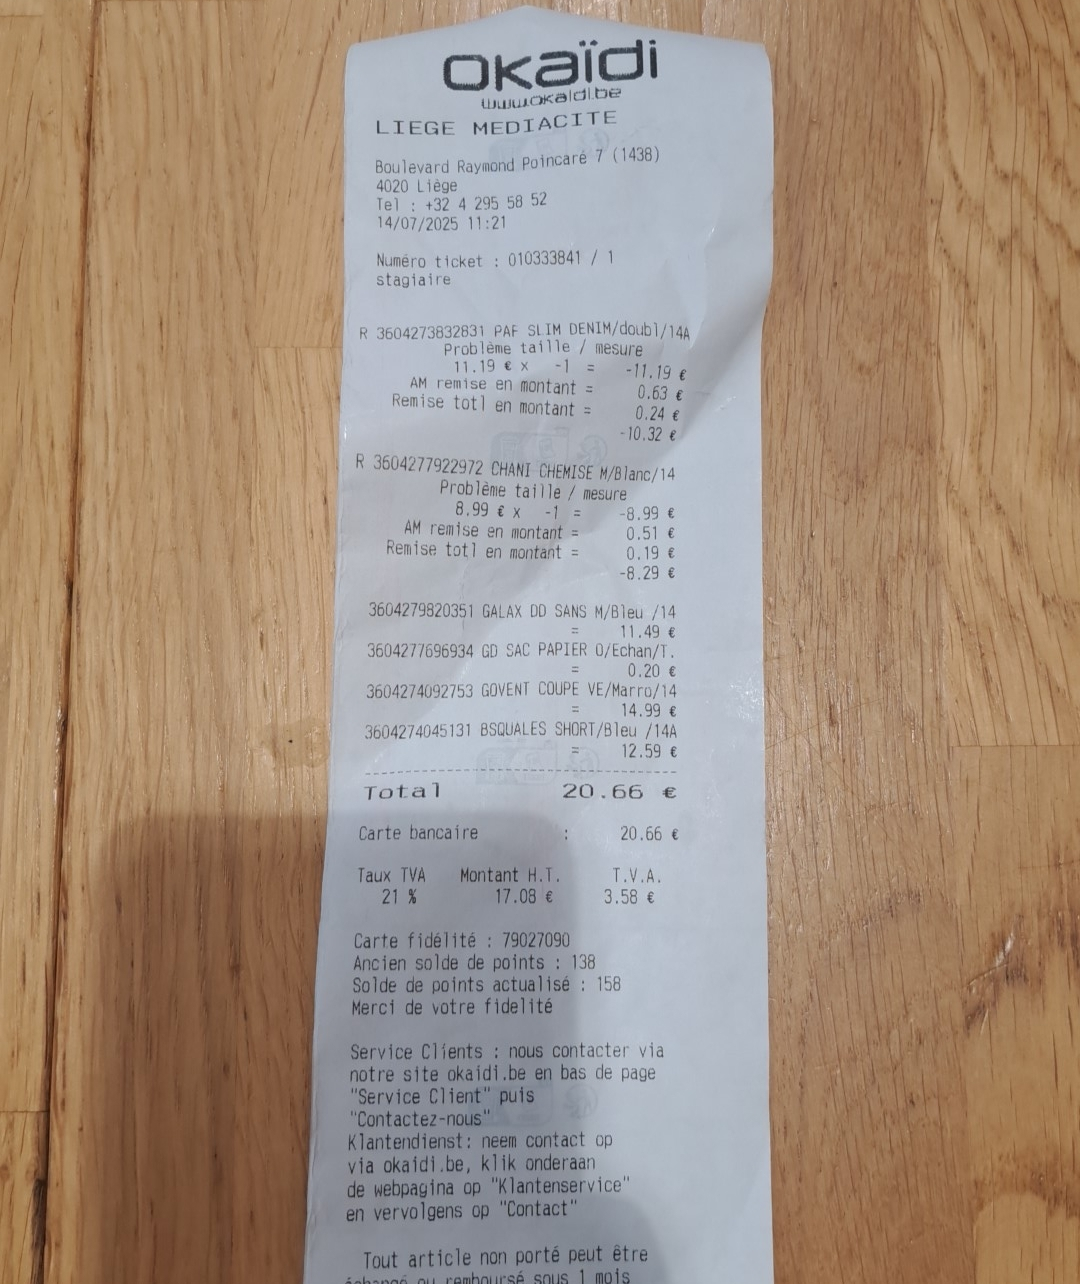 Okaïdi
www.okaidi.be
LIEGE MEDIACITE
Boulevard Raymond Poincaré 7 (1438)
4020 Liège
Tel : +32 4 295 58 52
14/07/2025 11:21
Numéro ticket : 010333841 / 1
stagiaire
R 3604273832831 PAF SLIM DENIM/doubl/14A
Problème taille / mesure
11.19 € x -1 = -11.19 €
AM remise en montant = 0.63 €
Remise totl en montant = 0.24 €
-10.32 €
R 3604277922972 CHANI CHEMISE M/Blanc/14
Problème taille / mesure
8.99 € x -1 = -8.99 €
AM remise en montant = 0.51 €
Remise totl en montant = 0.19 €
-8.29 €
3604279820351 GALAX DD SANS M/Bleu /14
= 11.49 €
3604277696934 GD SAC PAPIER O/Echan/T.
= 0.20 €
3604274092753 GOVENT COUPE VE/Marro/14
= 14.99 €
3604274045131 BSQUALES SHORT/Bleu /14A
= 12.59 €
Total 20.66 €
Carte bancaire : 20.66 €
Taux TVA Montant H.T. T.V.A.
21 % 17.08 € 3.58 €
Carte fidélité : 79027090
Ancien solde de points : 138
Solde de points actualisé : 158
Merci de votre fidelité
Service Clients : nous contacter via
notre site okaidi.be en bas de page
"Service Client" puis
"Contactez-nous"
Klantendienst: neem contact op
via okaidi.be, klik onderaan
de webpagina op "Klantenservice"
en vervolgens op "Contact"
Tout article non porté peut être
échangé ou remboursé sous 1 mois